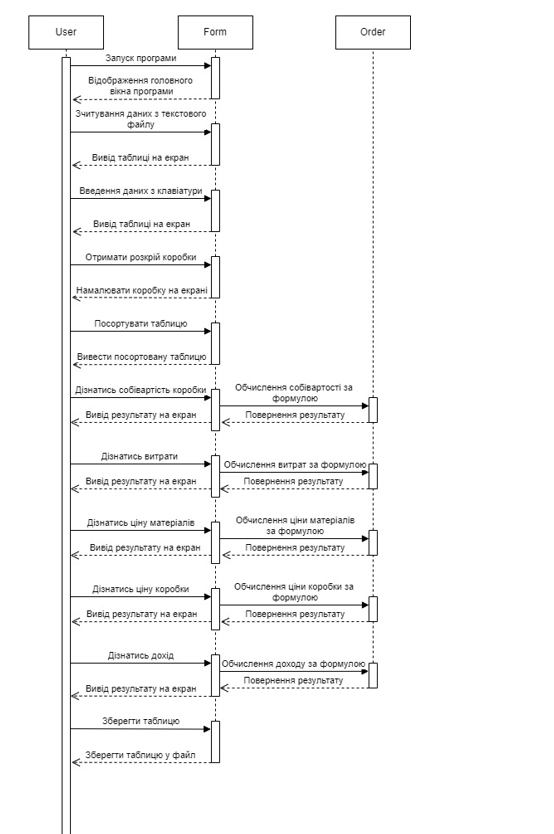 User
Form
Order
Запуск програми
Відображення головного
вікна програми
Зчитування даних з текстового
файлу
Вивід таблиці на екран
Введення даних з клавіатури
Вивід таблиці на екран
Отримати розкрій коробки
Намалювати коробку на екрані
Посортувати таблицю
Вивести посортовану таблицю
Дізнатись собівартість коробки
Обчислення собівартості за
формулою
Вивід результату на екран
Повернення результату
Дізнатись витрати
Обчислення витрат за формулою
Вивід результату на екран
Повернення результату
Дізнатись ціну матеріалів
Обчислення ціни матеріалів
за формулою
Вивід результату на екран
Повернення результату
Дізнатись ціну коробки
Обчислення ціни коробки за
формулою
Вивід результату на екран
Повернення результату
Дізнатись дохід
Обчислення доходу за формулою
Вивід результату на екран
Повернення результату
Зберегти таблицю
Зберегти таблицю у файл